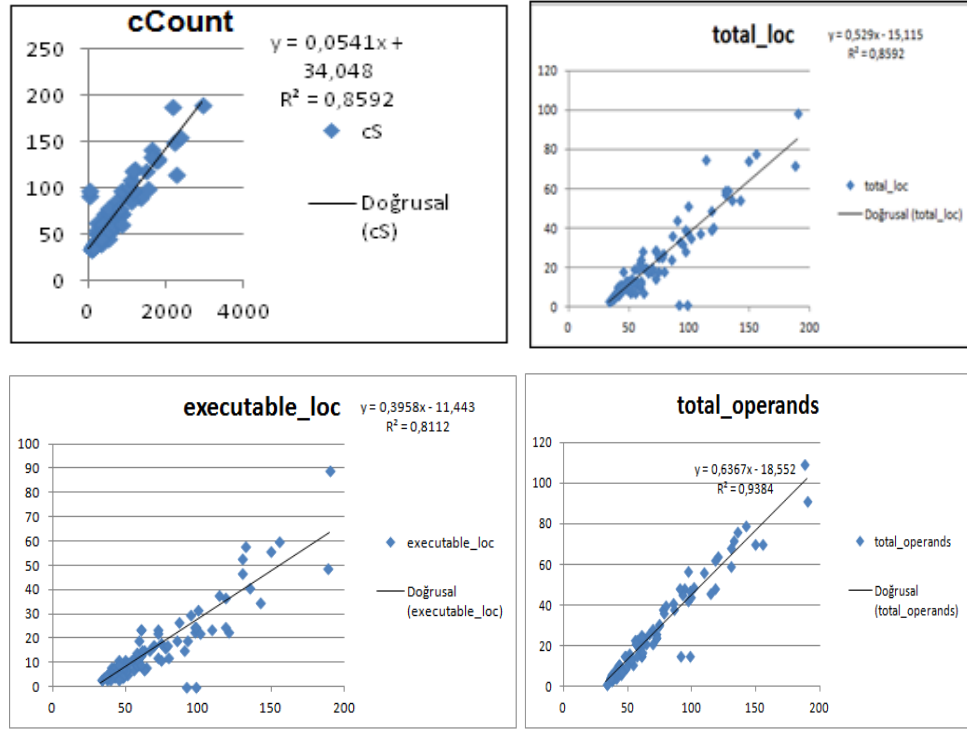 cCount
y = 0,0541x +
34,048
R² = 0,8592
250
200
150
100
50
0
0 2000 4000
cS
Doğrusal
(cS)
total_loc
y = 0,529x - 15,115
R² = 0,8592
120
100
80
60
40
20
0
0 50 100 150 200
total_loc
Doğrusal (total_loc)
executable_loc
y = 0,3958x - 11,443
R² = 0,8112
100
90
80
70
60
50
40
30
20
10
0
0 50 100 150 200
executable_loc
Doğrusal
(executable_loc)
total_operands
y = 0,6367x - 18,552
R² = 0,9384
120
100
80
60
40
20
0
0 50 100 150 200
total_operands
Doğrusal
(total_operands)